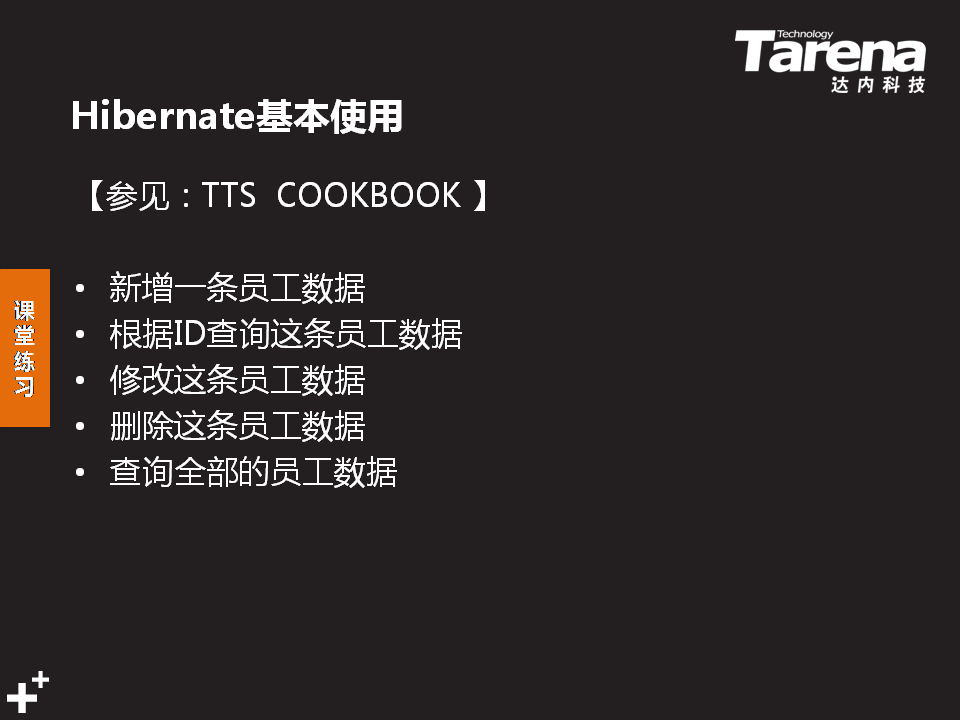 Technology
Tarena
达内科技
Hibernate基本使用
【参见：TTS COOKBOOK 】
• 新增一条员工数据
• 根据ID查询这条员工数据
• 修改这条员工数据
• 删除这条员工数据
• 查询全部的员工数据
课堂练习